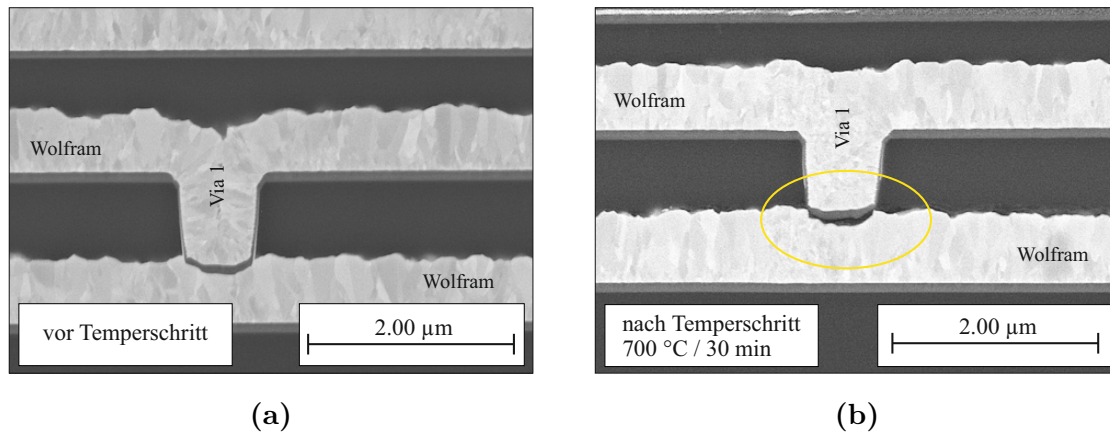 Wolfram
Via 1
Wolfram
vor Temperschritt
2.00 µm
(a)
Wolfram
Via 1
Wolfram
nach Temperschritt
700 °C / 30 min
2.00 µm
(b)